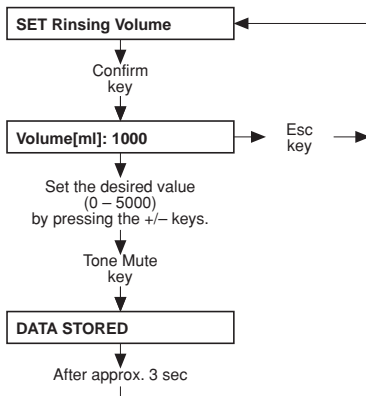 SET Rinsing Volume
Confirm
key
Volume[ml]: 1000
Esc
key
Set the desired value
(0 – 5000)
by pressing the +/– keys.
Tone Mute
key
DATA STORED
After approx. 3 sec